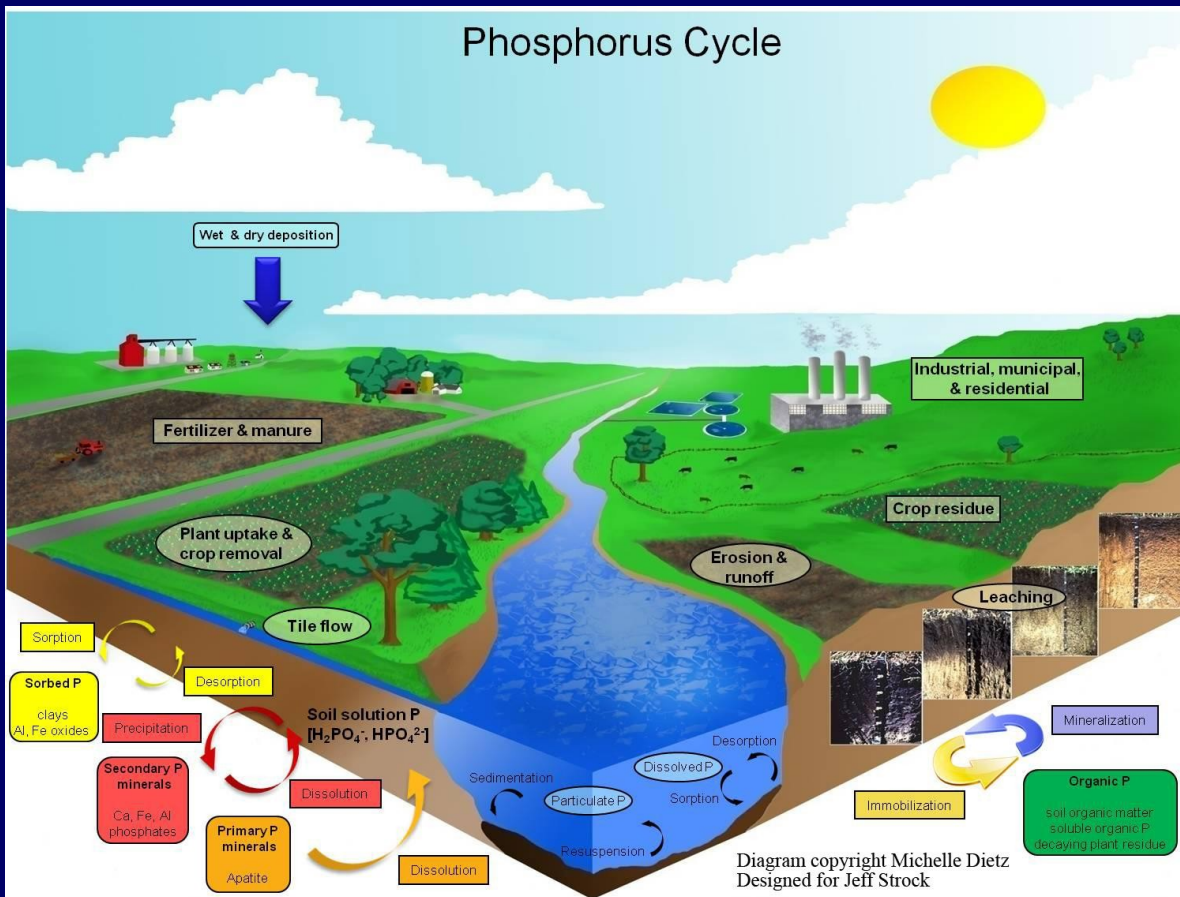 Phosphorus Cycle
Wet & dry deposition
Industrial, municipal,
& residential
Fertilizer & manure
Crop residue
Plant uptake &
crop removal
Erosion &
runoff
Leaching
Tile flow
Sorption
Desorption
Sorbed P
clays
Al, Fe oxides
Precipitation
Soil solution P
[H₂PO₄⁻, HPO₄²⁻]
Secondary P
minerals
Ca, Fe, Al
phosphates
Dissolution
Primary P
minerals
Apatite
Dissolution
Sedimentation
Particulate P
Resuspension
Dissolved P
Desorption
Sorption
Mineralization
Immobilization
Organic P
soil organic matter
soluble organic P
decaying plant residue
Diagram copyright Michelle Dietz
Designed for Jeff Strock